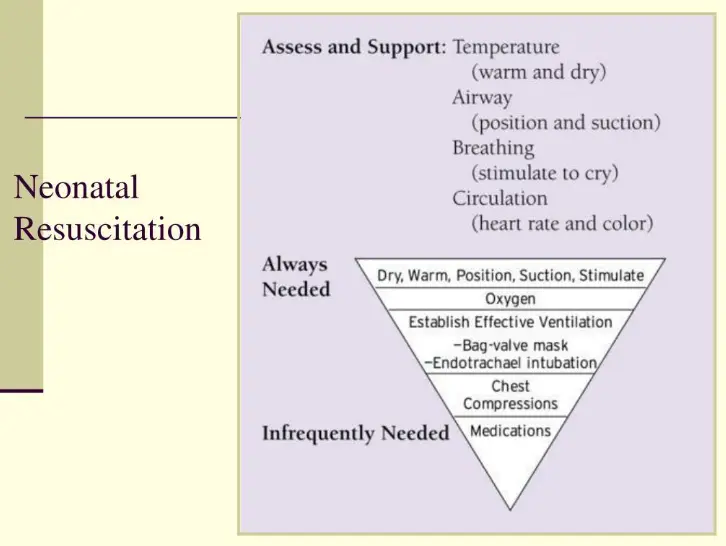 Neonatal
Resuscitation
Assess and Support: Temperature
(warm and dry)
Airway
(position and suction)
Breathing
(stimulate to cry)
Circulation
(heart rate and color)
Always
Needed
Dry, Warm, Position, Suction, Stimulate
Oxygen
Establish Effective Ventilation
–Bag-valve mask
–Endotrachael intubation
Chest
Compressions
Infrequently Needed
Medications